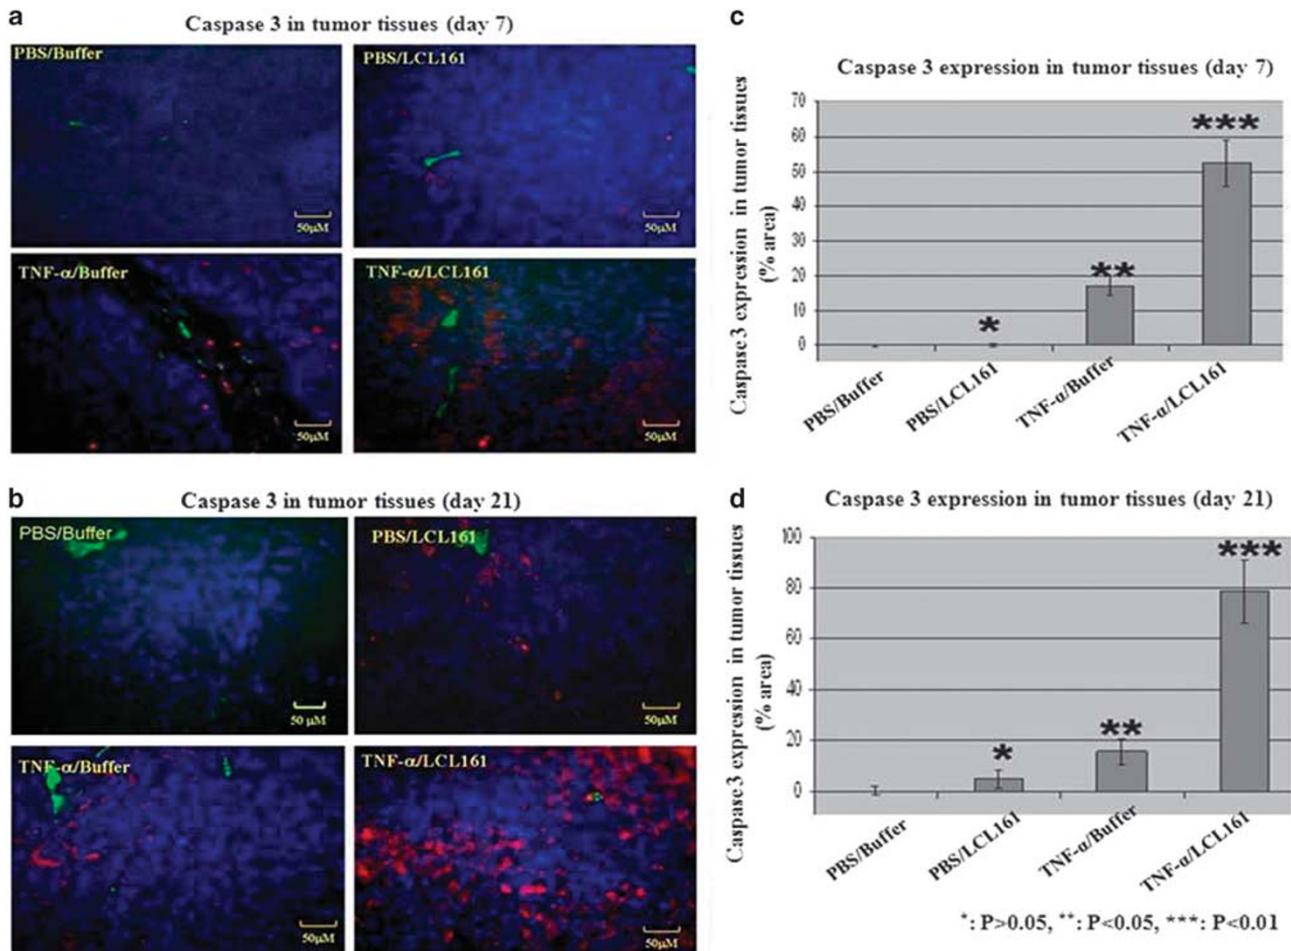 a
Caspase 3 in tumor tissues (day 7)
PBS/Buffer
50μM
PBS/LCL161
50μM
TNF-α/Buffer
50μM
TNF-α/LCL161
50μM
b
Caspase 3 in tumor tissues (day 21)
PBS/Buffer
50 μM
PBS/LCL161
50μM
TNF-α/Buffer
50μM
TNF-α/LCL161
50μM
c
Caspase 3 expression in tumor tissues (day 7)
Caspase 3 expression in tumor tissues
(% area)
70
60
50
40
30
20
10
0
*
**
***
PBS/Buffer
PBS/LCL161
TNF-α/Buffer
TNF-α/LCL161
d
Caspase 3 expression in tumor tissues (day 21)
Caspase 3 expression in tumor tissues
(% area)
100
80
60
40
20
0
*
**
***
PBS/Buffer
PBS/LCL161
TNF-α/Buffer
TNF-α/LCL161
*: P>0.05, **: P<0.05, ***: P<0.01